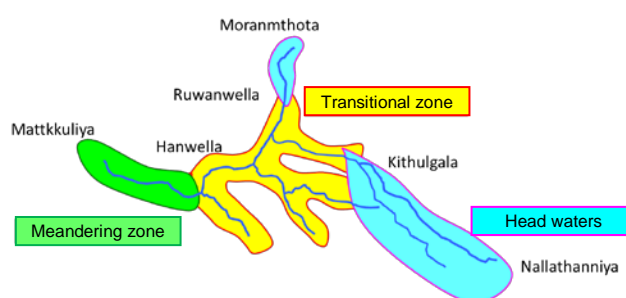 Moranmthota
Ruwanwella
Transitional zone
Mattkkuliya
Hanwella
Kithulgala
Meandering zone
Head waters
Nallathanniya